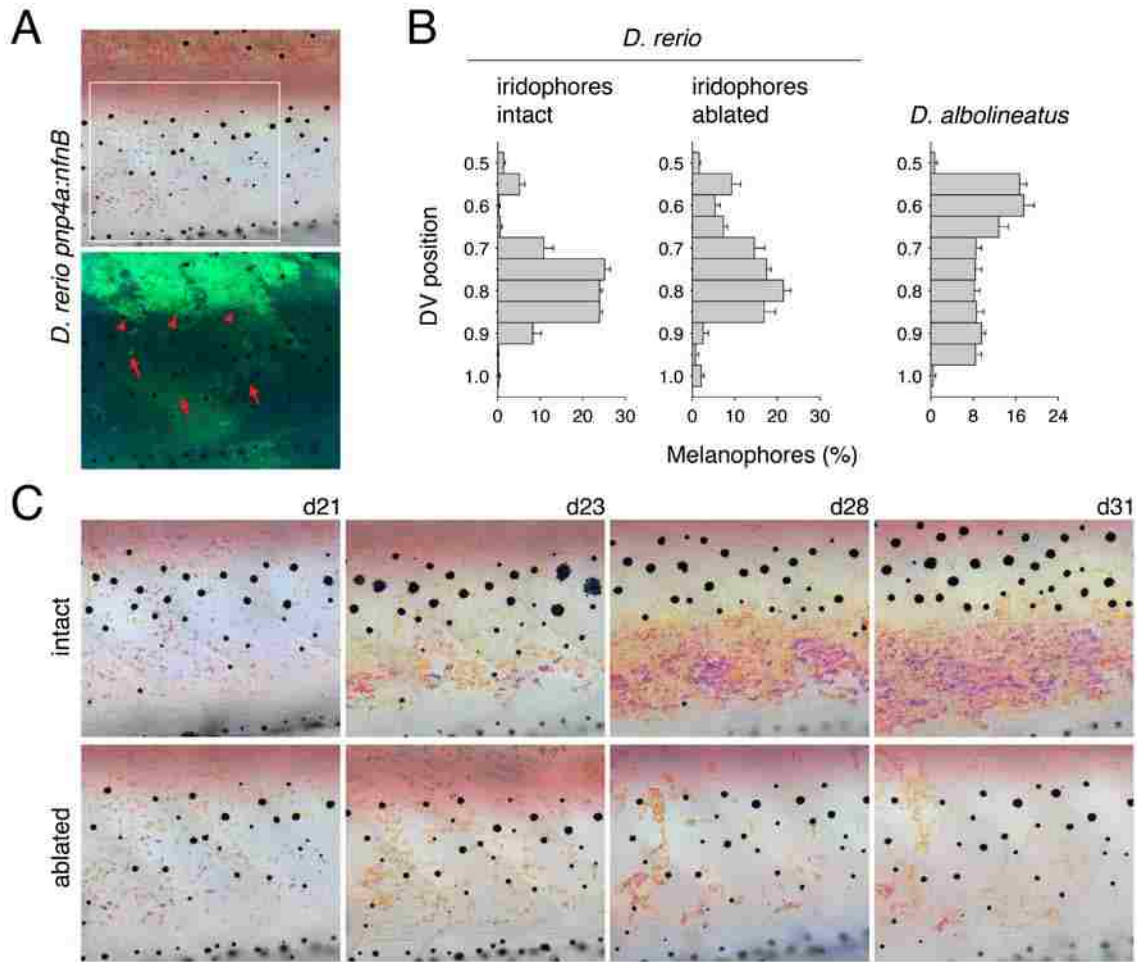 A
D. rerio pnp4a:nfnB
B
D. rerio
iridophores
intact
iridophores
ablated
D. albolineatus
DV position
0.5
0.6
0.7
0.8
0.9
1.0
0 10 20 30
0.5
0.6
0.7
0.8
0.9
1.0
0 10 20 30
0.5
0.6
0.7
0.8
0.9
1.0
0 8 16 24
Melanophores (%)
C
d21 d23 d28 d31
intact
ablated